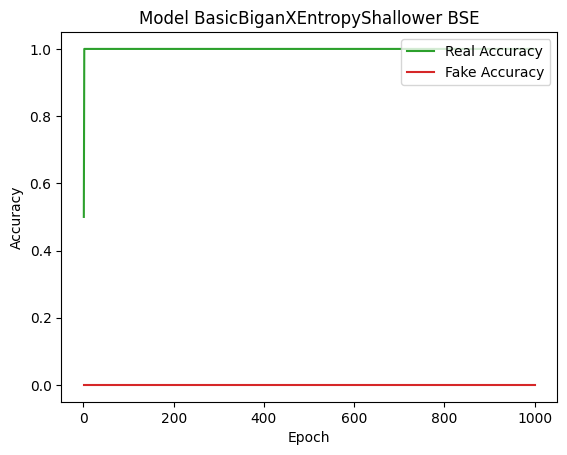 Model BasicBiganXEntropyShallower BSE
Real Accuracy
Fake Accuracy
Accuracy
1.0
0.8
0.6
0.4
0.2
0.0
0 200 400 600 800 1000
Epoch